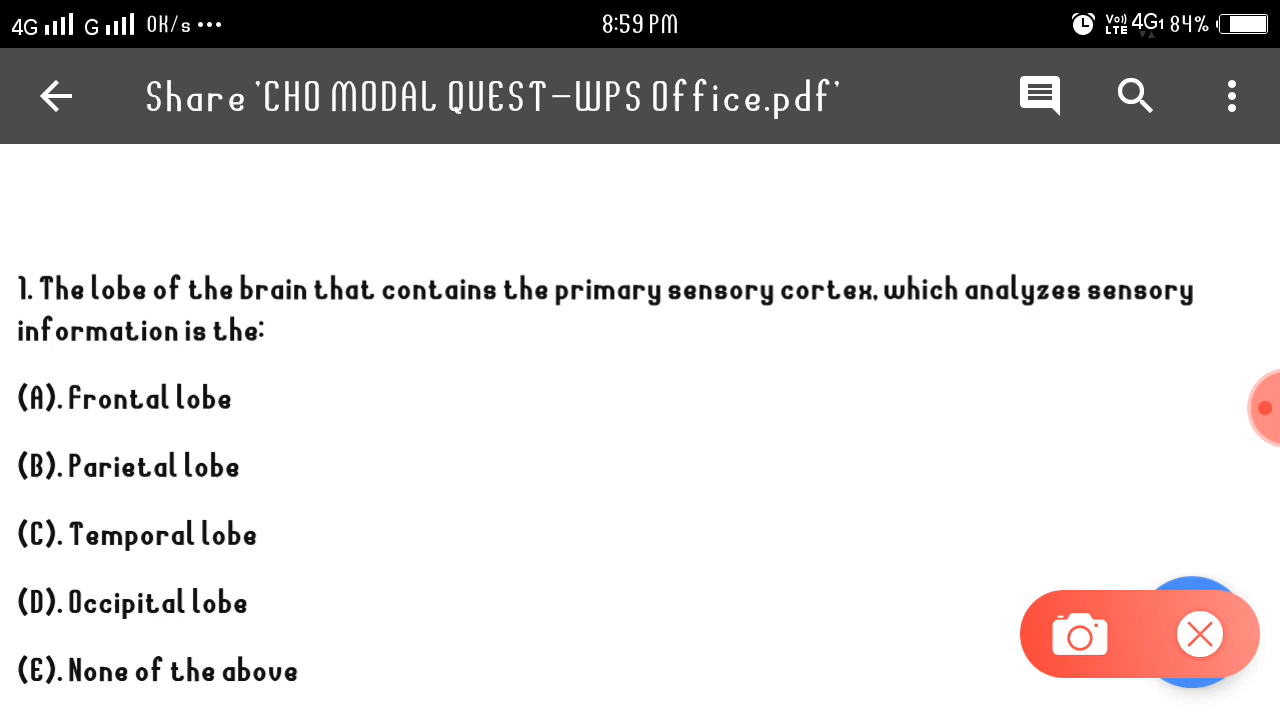 4G G 0K/s ••• 8:59 PM Vo)) LTE 4G1 84%
Share 'CHO MODAL QUEST-WPS Office.pdf'
1. The lobe of the brain that contains the primary sensory cortex, which analyzes sensory
information is the:
(A). Frontal lobe
(B). Parietal lobe
(C). Temporal lobe
(D). Occipital lobe
(E). None of the above